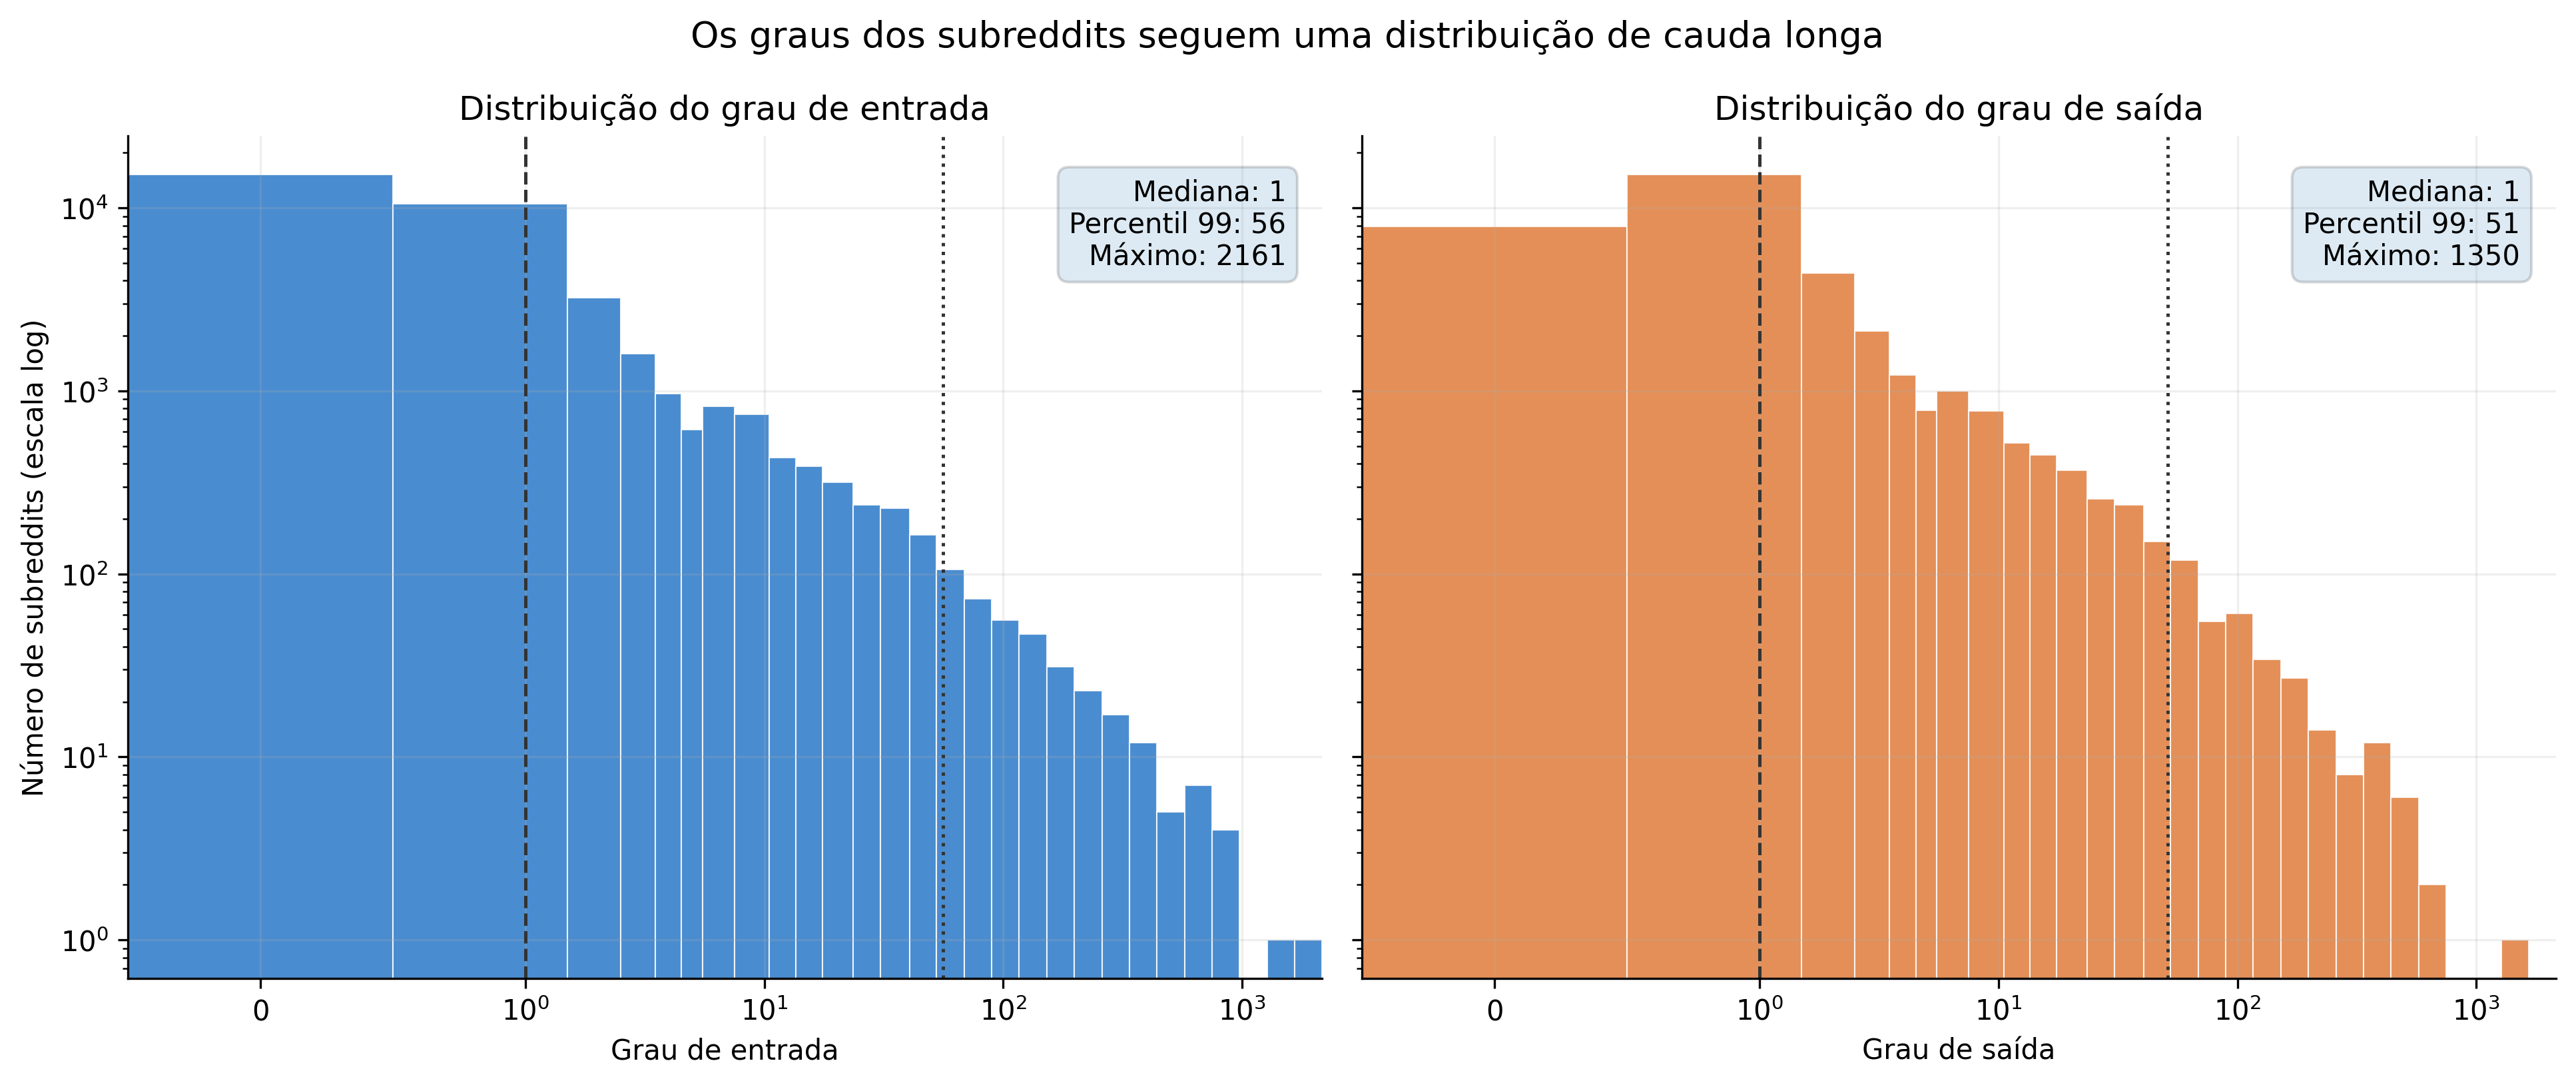 Os graus dos subreddits seguem uma distribuição de cauda longa
Distribuição do grau de entrada
Número de subreddits (escala log)
10⁴
10³
10²
10¹
10⁰
Mediana: 1
Percentil 99: 56
Máximo: 2161
0
10⁰
10¹
10²
10³
Grau de entrada
Distribuição do grau de saída
Mediana: 1
Percentil 99: 51
Máximo: 1350
0
10⁰
10¹
10²
10³
Grau de saída